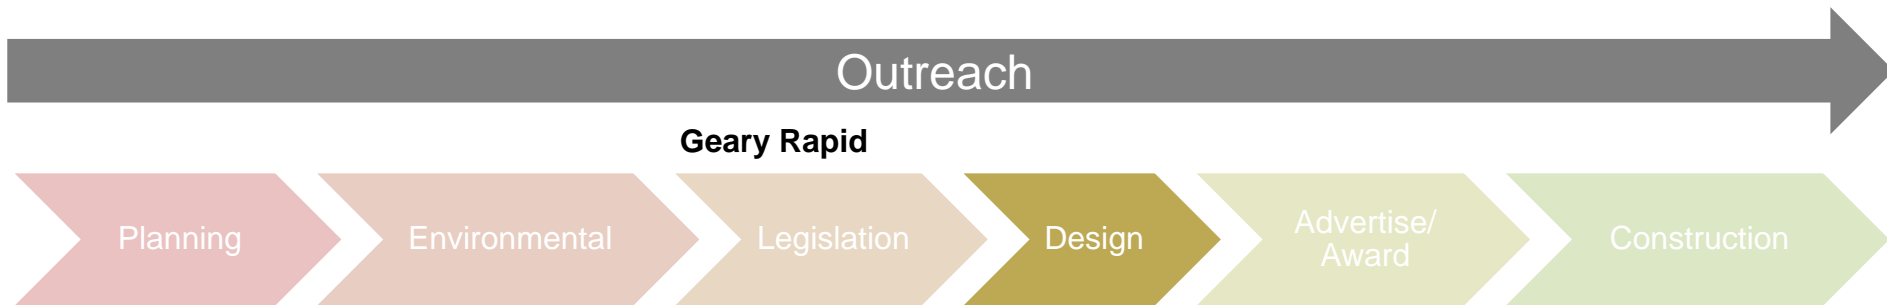 Outreach
Geary Rapid
Planning
Environmental
Legislation
Design
Advertise/
Award
Construction